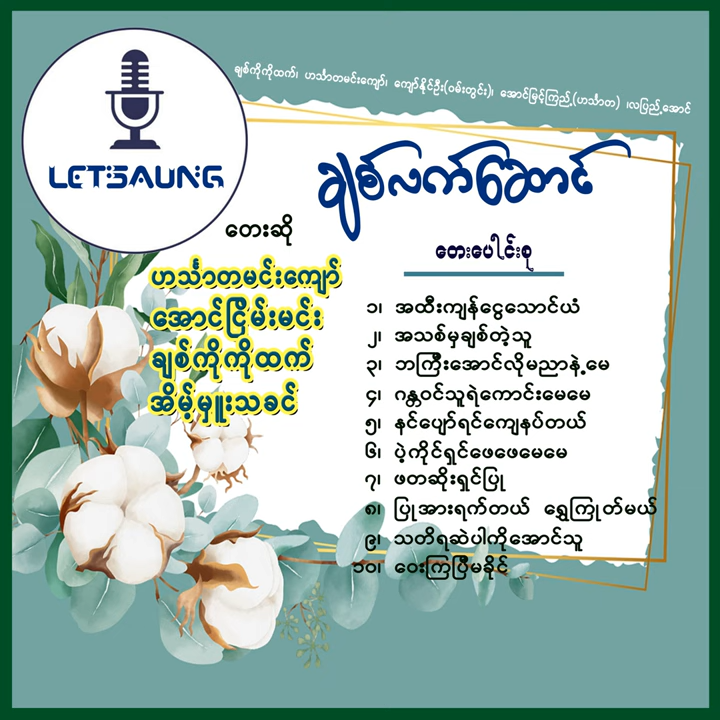 ချစ်ကိုကိုထက်၊ ဟင်္သာတမင်းကျော်၊ ကျော်နိုင်ဦး(ဝမ်းတွင်း)၊ အောင်မြင့်ကြည်.(ဟင်္သာတ) ၊လပြည့်အောင်
LETSAUNG
ချစ်လက်ဆောင်
တေးဆို
တေးပေါင်းစု
ဟင်္သာတမင်းကျော်
အောင်ငြိမ်းမင်း
ချစ်ကိုကိုထက်
အိမ့်မှူးသခင်
၁၊ အထီးကျန်ငွေသောင်ယံ
၂၊ အသစ်မှချစ်တဲ့သူ
၃၊ ဘကြီးအောင်လိုမညာနဲ့မေ
၄၊ ဂန္တဝင်သူရဲကောင်းမေမေ
၅၊ နင်ပျော်ရင်ကျေနပ်တယ်
၆၊ ပဲ့ကိုင်ရှင်ဖေဖေမေမေ
၇၊ ဖတဆိုးရှင်ပြု
၈၊ ပြုအားရက်တယ် ရွှေကြုတ်မယ်
၉၊ သတိရဆဲပါကိုအောင်သူ
၁၀၊ ဝေးကြပြီမခိုင်